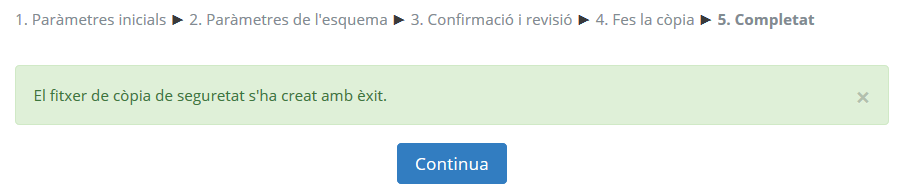 1. Paràmetres inicials ► 2. Paràmetres de l'esquema ► 3. Confirmació i revisió ► 4. Fes la còpia ► 5. Completat
El fitxer de còpia de seguretat s'ha creat amb èxit. ×
Continua